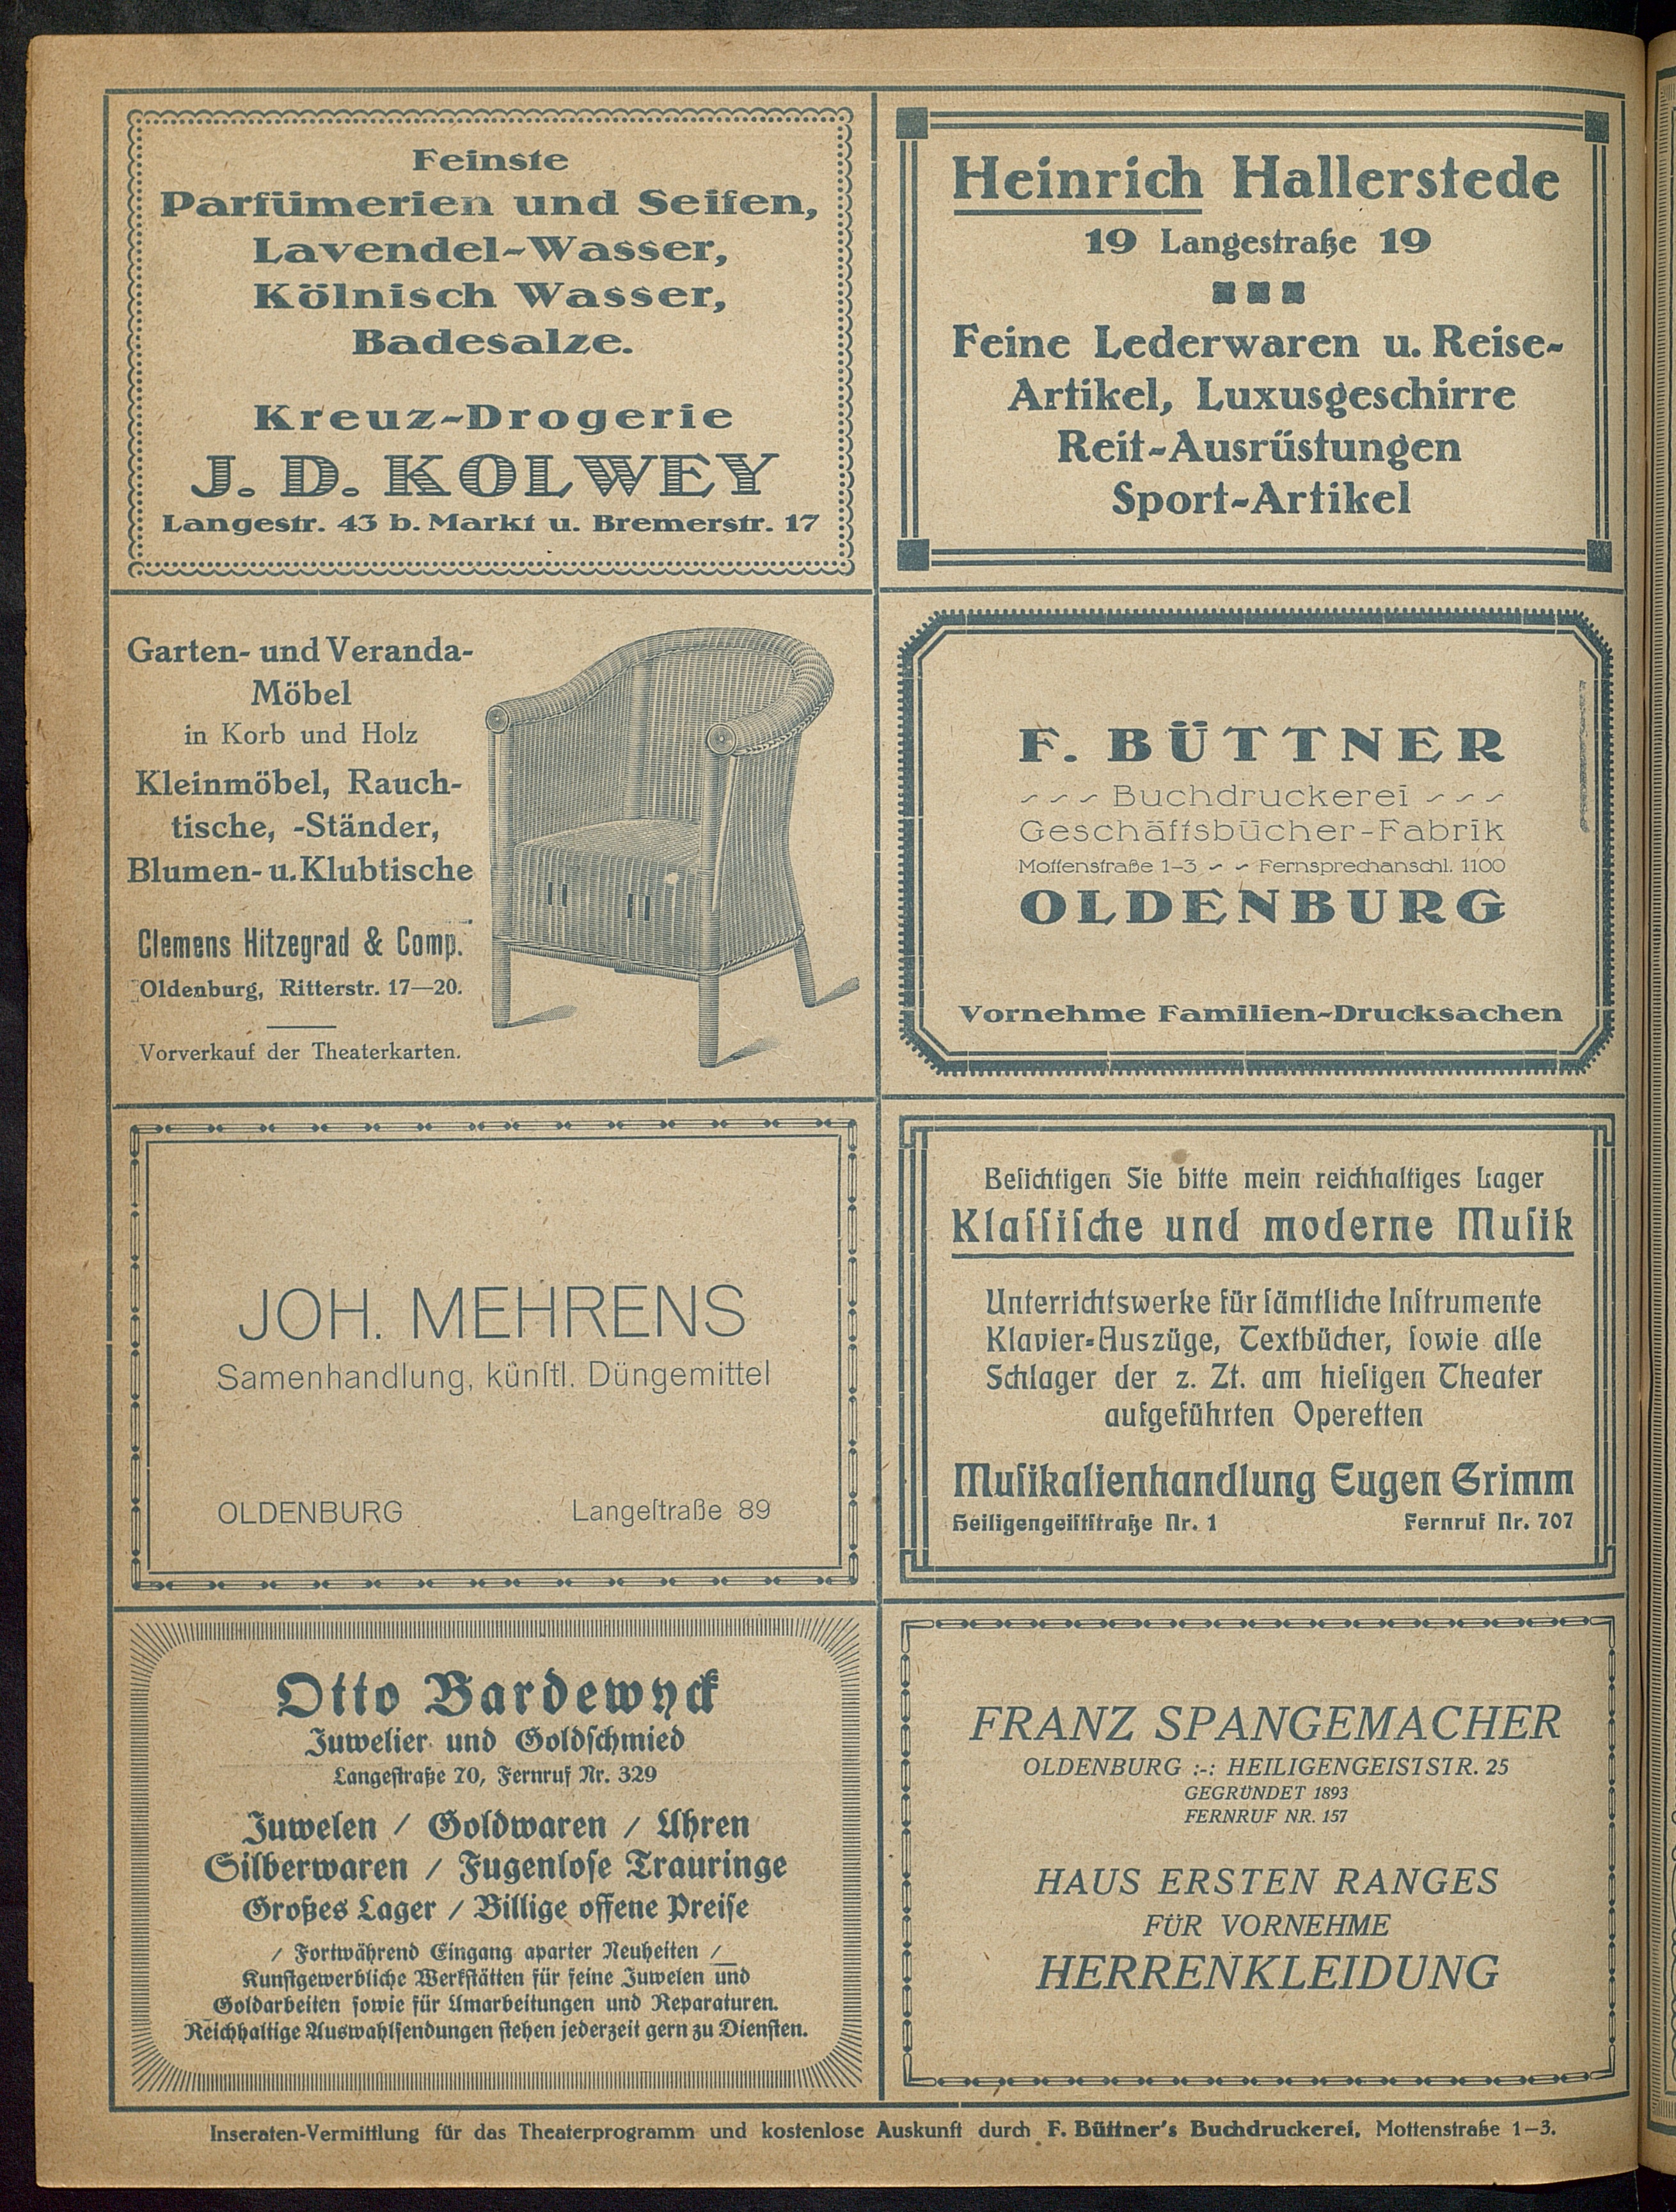 Feinste
Parfümerien und Seifen,
Lavendel-Wasser,
Kölnisch Wasser,
Badesalze.
Kreuz-Drogerie
J. D. KOLWEY
Langestr. 43 b. Markt u. Bremerstr. 17
Heinrich Hallerstede
19 Langestraße 19
Feine Lederwaren u. Reise-
Artikel, Luxusgeschirre
Reit-Ausrüstungen
Sport-Artikel
Garten- und Veranda-
Möbel
in Korb und Holz
Kleinmöbel, Rauch-
tische, -Ständer,
Blumen- u. Klubtische
Clemens Hitzegrad & Comp.
Oldenburg, Ritterstr. 17—20.
Vorverkauf der Theaterkarten.
F. BÜTTNER
Buchdruckerei
Geschäftsbücher-Fabrik
Mottenstraße 1-3 ~ ~ Fernsprechanschl. 1100
OLDENBURG
Vornehme Familien-Drucksachen
JOH. MEHRENS
Samenhandlung, künſtl. Düngemittel
OLDENBURG Langeſtraße 89
Beſichtigen Sie bitte mein reichhaltiges Lager
Klaſſiſche und moderne Muſik
Unterrichtswerke für ſämtliche Inſtrumente
Klavier-Auszüge, Textbücher, ſowie alle
Schlager der z. Zt. am hieſigen Theater
aufgeführten Operetten
Muſikalienhandlung Eugen Grimm
Heiligengeiſtſtraße Nr. 1 Fernruf Nr. 707
Otto Bardewyck
Juwelier und Goldſchmied
Langeſtraße 70, Fernruf Nr. 329
Juwelen / Goldwaren / Uhren
Silberwaren / Fugenloſe Trauringe
Großes Lager / Billige offene Preiſe
/ Fortwährend Eingang aparter Neuheiten /
Kunſtgewerbliche Werkſtätten für feine Juwelen und
Goldarbeiten ſowie für Umarbeitungen und Reparaturen.
Reichhaltige Auswahlſendungen ſtehen jederzeit gern zu Dienſten.
FRANZ SPANGEMACHER
OLDENBURG :-: HEILIGENGEISTSTR. 25
GEGRÜNDET 1893
FERNRUF NR. 157
HAUS ERSTEN RANGES
FÜR VORNEHME
HERRENKLEIDUNG
Inseraten-Vermittlung für das Theaterprogramm und kostenlose Auskunft durch F. Büttner's Buchdruckerei, Mottenstraße 1-3.